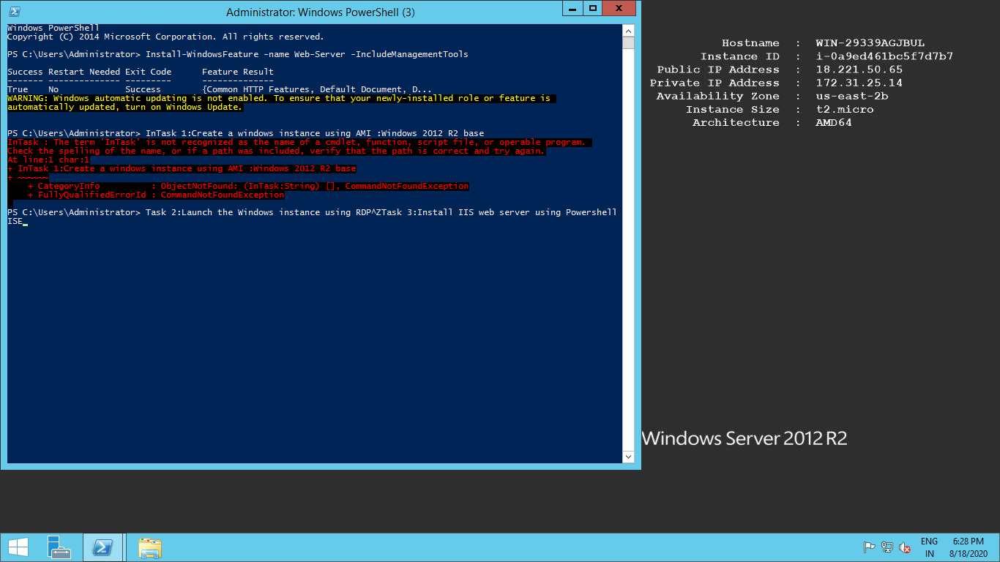 Administrator: Windows PowerShell (3)
Windows PowerShell
Copyright (C) 2014 Microsoft Corporation. All rights reserved.
PS C:\Users\Administrator> Install-WindowsFeature -name Web-Server -IncludeManagementTools
Success Restart Needed Exit Code      Feature Result
------- -------------- ---------      --------------
True    No             Success        {Common HTTP Features, Default Document, D...
WARNING: Windows automatic updating is not enabled. To ensure that your newly-installed role or feature is
automatically updated, turn on Windows Update.
PS C:\Users\Administrator> InTask 1:Create a windows instance using AMI :Windows 2012 R2 base
InTask : The term 'InTask' is not recognized as the name of a cmdlet, function, script file, or operable program.
Check the spelling of the name, or if a path was included, verify that the path is correct and try again.
At line:1 char:1
+ InTask 1:Create a windows instance using AMI :Windows 2012 R2 base
+ ~~~~~~
    + CategoryInfo          : ObjectNotFound: (InTask:String) [], CommandNotFoundException
    + FullyQualifiedErrorId : CommandNotFoundException
PS C:\Users\Administrator> Task 2:Launch the Windows instance using RDP^ZTask 3:Install IIS web server using Powershell
ISE
Hostname : WIN-29339AGJBUL
Instance ID : i-0a9ed461bc5f7d7b7
Public IP Address : 18.221.50.65
Private IP Address : 172.31.25.14
Availability Zone : us-east-2b
Instance Size : t2.micro
Architecture : AMD64
Windows Server 2012 R2
ENG
IN
6:28 PM
8/18/2020